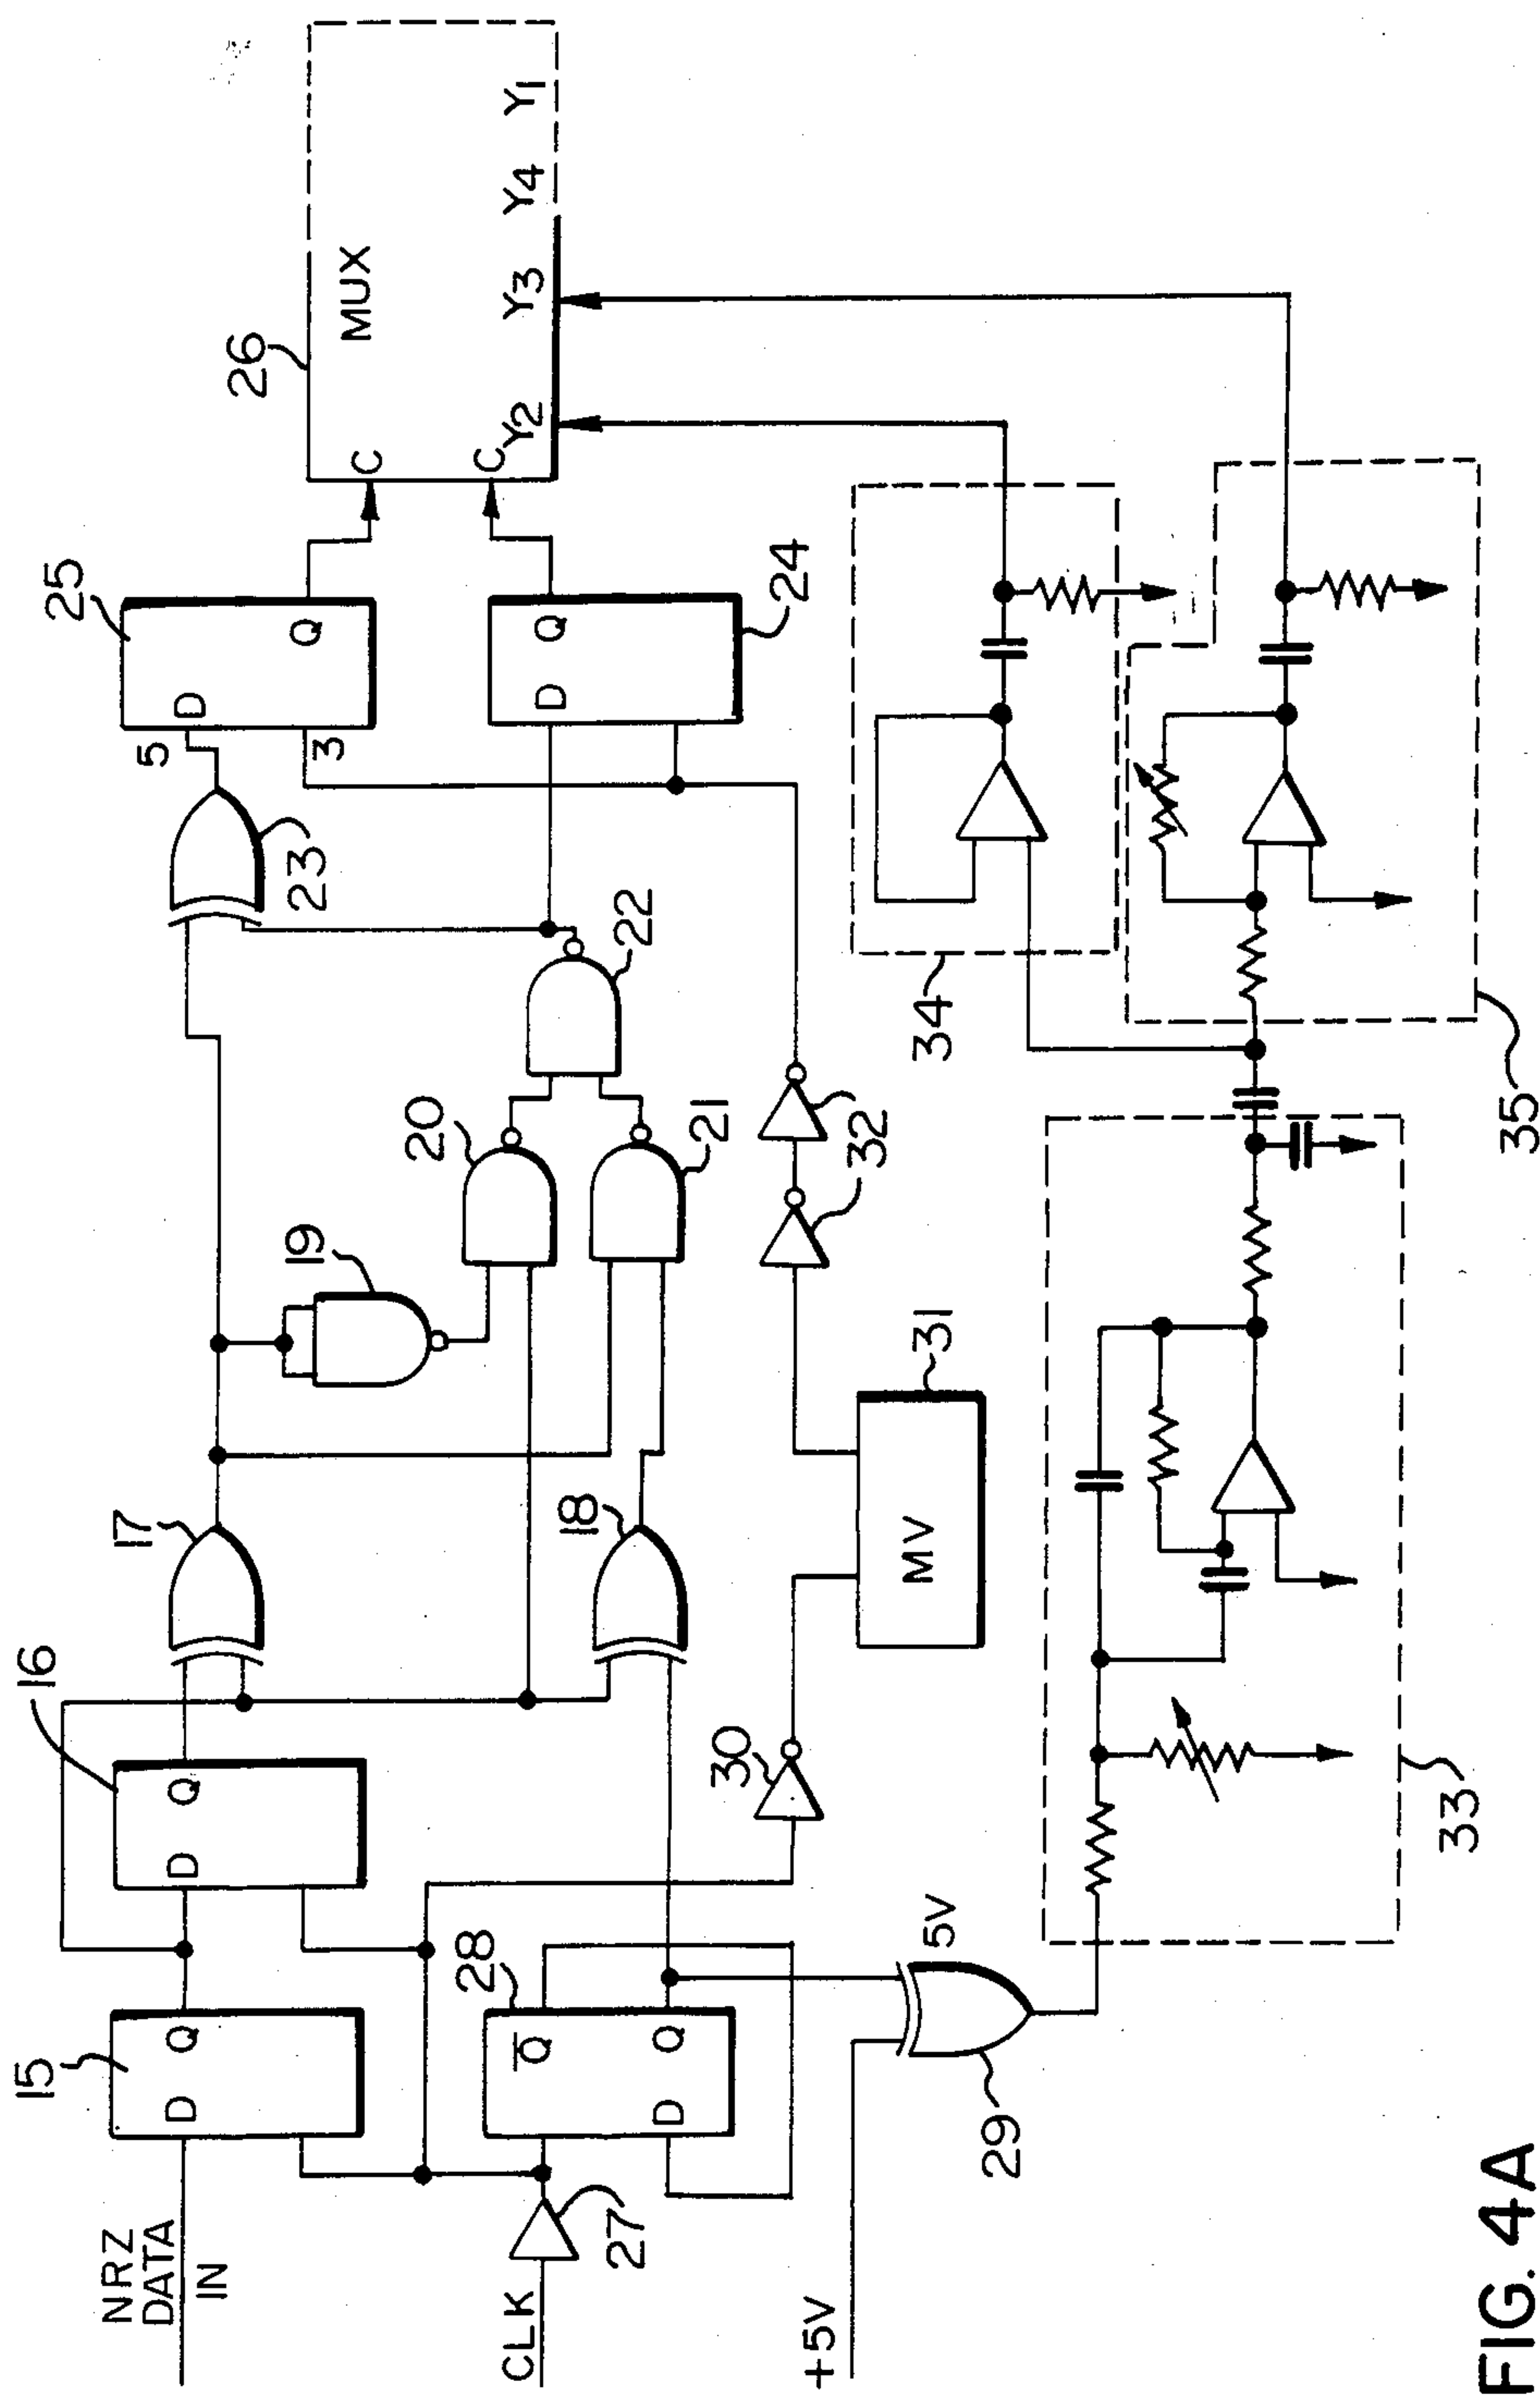 NRZ
DATA
IN
15
D
Q
16
D
Q
17
19
20
23
5
D
25
3
Q
26
MUX
C
C
Y2
Y3
Y4
Y1
CLK
27
28
Q̅
D
Q
18
21
22
D
Q
24
30
MV
31
32
+5V
29
5V
33
34
35
FIG. 4A